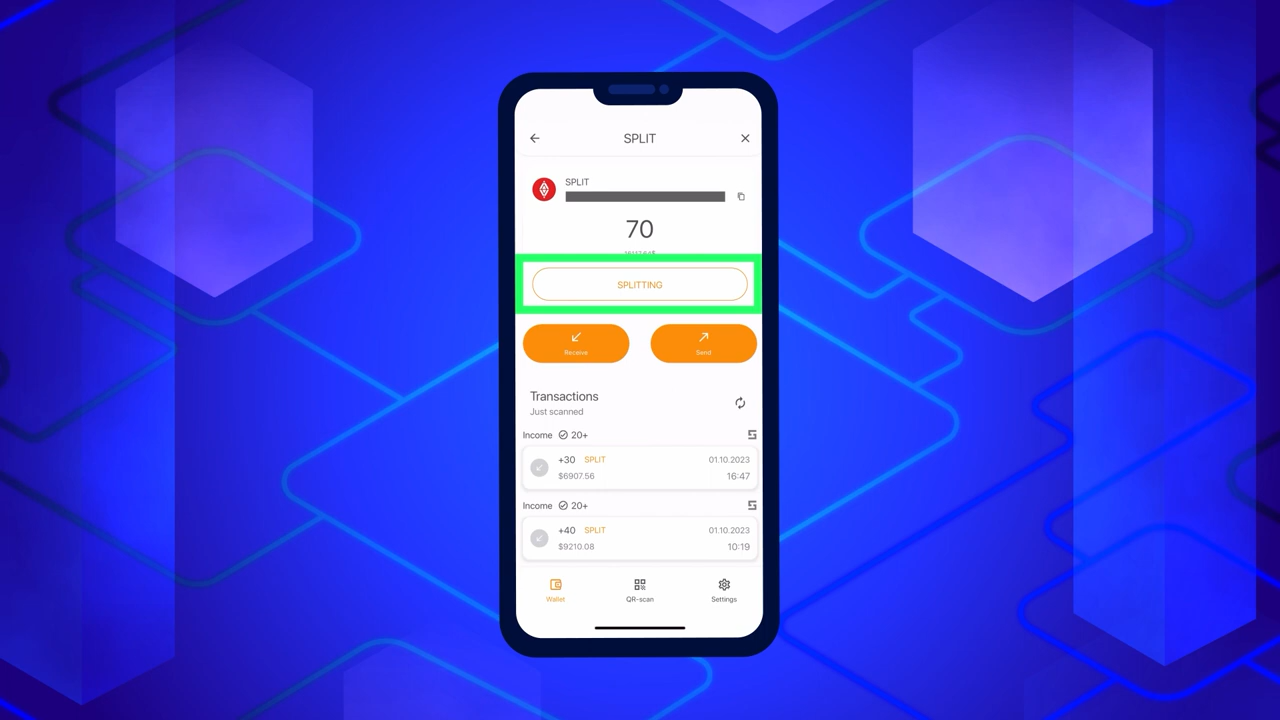 SPLIT
SPLIT
70
SPLITTING
Receive
Send
Transactions
Just scanned
Income 20+
+30 SPLIT 01.10.2023
$6907.56 16:47
Income 20+
+40 SPLIT 01.10.2023
$9210.08 10:19
Wallet QR-scan Settings